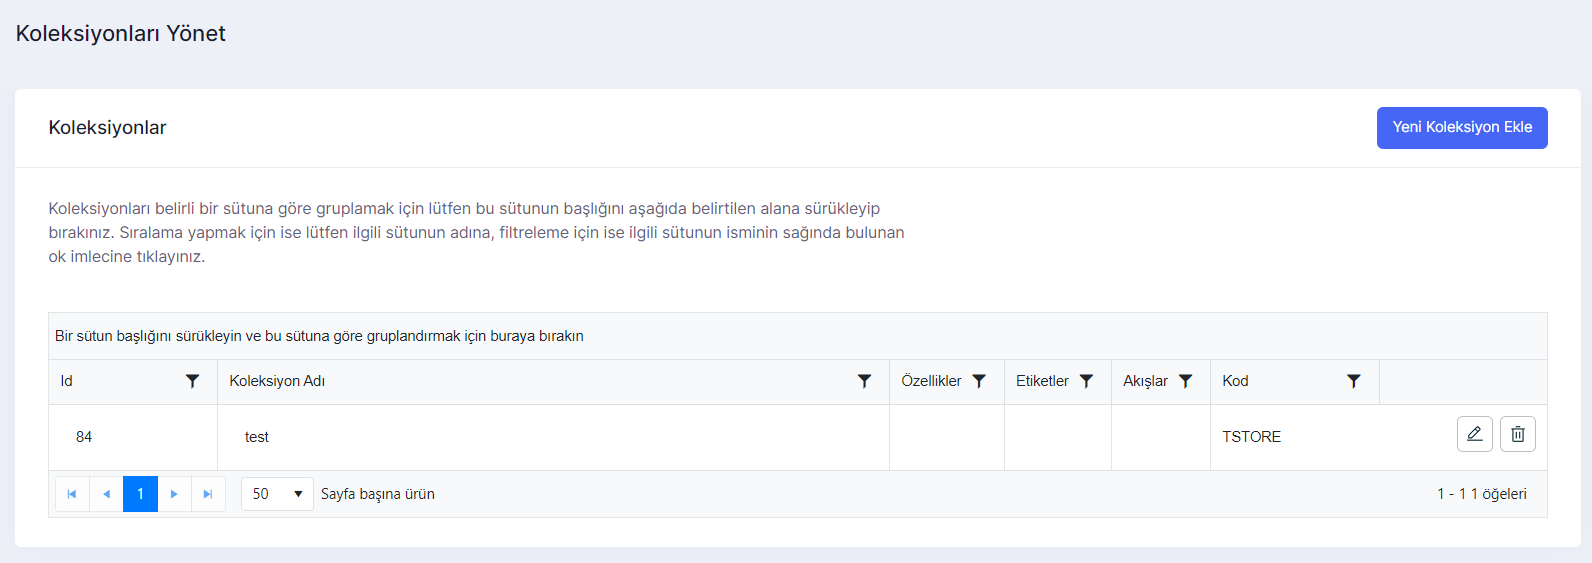 Koleksiyonları Yönet
Koleksiyonlar
Yeni Koleksiyon Ekle
Koleksiyonları belirli bir sütuna göre gruplamak için lütfen bu sütunun başlığını aşağıda belirtilen alana sürükleyip
bırakınız. Sıralama yapmak için ise lütfen ilgili sütunun adına, filtreleme için ise ilgili sütunun isminin sağında bulunan
ok imlecine tıklayınız.
Bir sütun başlığını sürükleyin ve bu sütuna göre gruplandırmak için buraya bırakın
Id Koleksiyon Adı Özellikler Etiketler Akışlar Kod
84 test TSTORE
1 50 Sayfa başına ürün 1 - 1 1 öğeleri